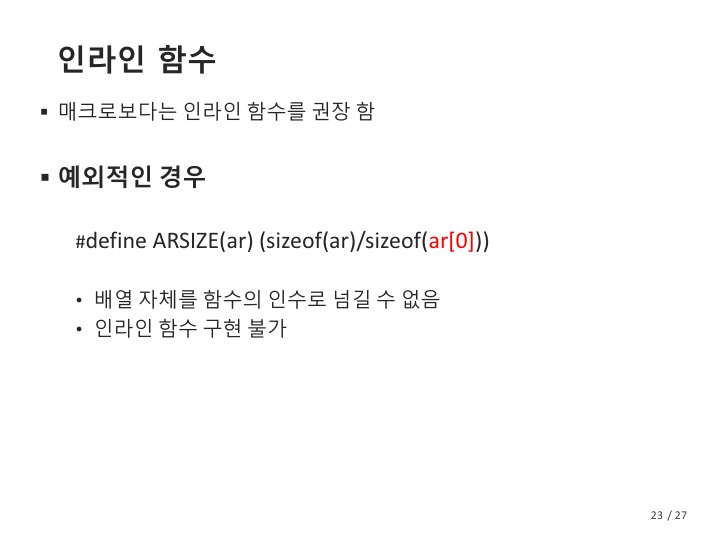 인라인 함수
▪ 매크로보다는 인라인 함수를 권장 함
▪ 예외적인 경우
#define ARSIZE(ar) (sizeof(ar)/sizeof(ar[0]))
• 배열 자체를 함수의 인수로 넘길 수 없음
• 인라인 함수 구현 불가
23 / 27